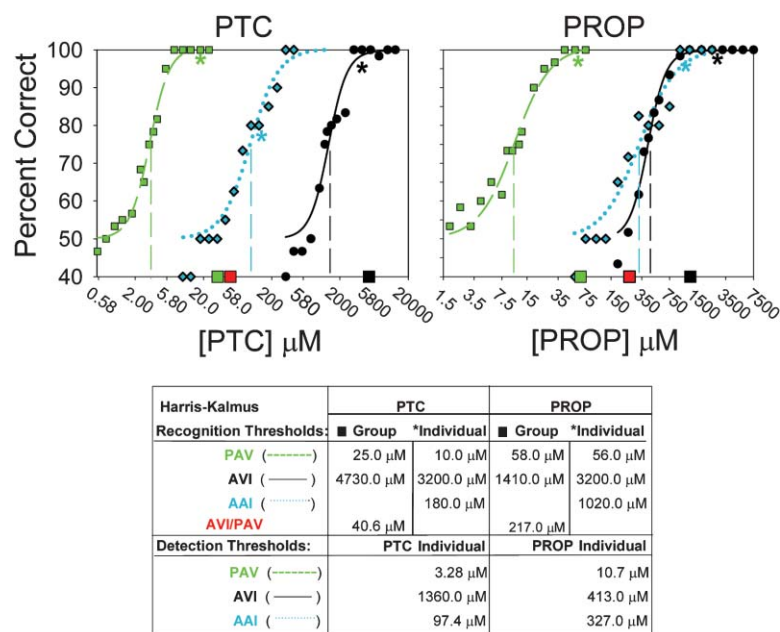 PTC PROP
Percent Correct
100
90
80
70
60
50
40
0.58 2.00 5.80 20.0 58.0 200 580 2000 5800 20000
[PTC] µM
1.5 3.5 7.5 15 35 75 150 350 750 1500 3500 7500
[PROP] µM
Harris-Kalmus PTC PROP
Recognition Thresholds: ■ Group *Individual ■ Group *Individual
PAV (--------) 25.0 µM 10.0 µM 58.0 µM 56.0 µM
AVI (——) 4730.0 µM 3200.0 µM 1410.0 µM 3200.0 µM
AAI (..........) 180.0 µM 1020.0 µM
AVI/PAV 40.6 µM 217.0 µM
Detection Thresholds: PTC Individual PROP Individual
PAV (--------) 3.28 µM 10.7 µM
AVI (——) 1360.0 µM 413.0 µM
AAI (..........) 97.4 µM 327.0 µM